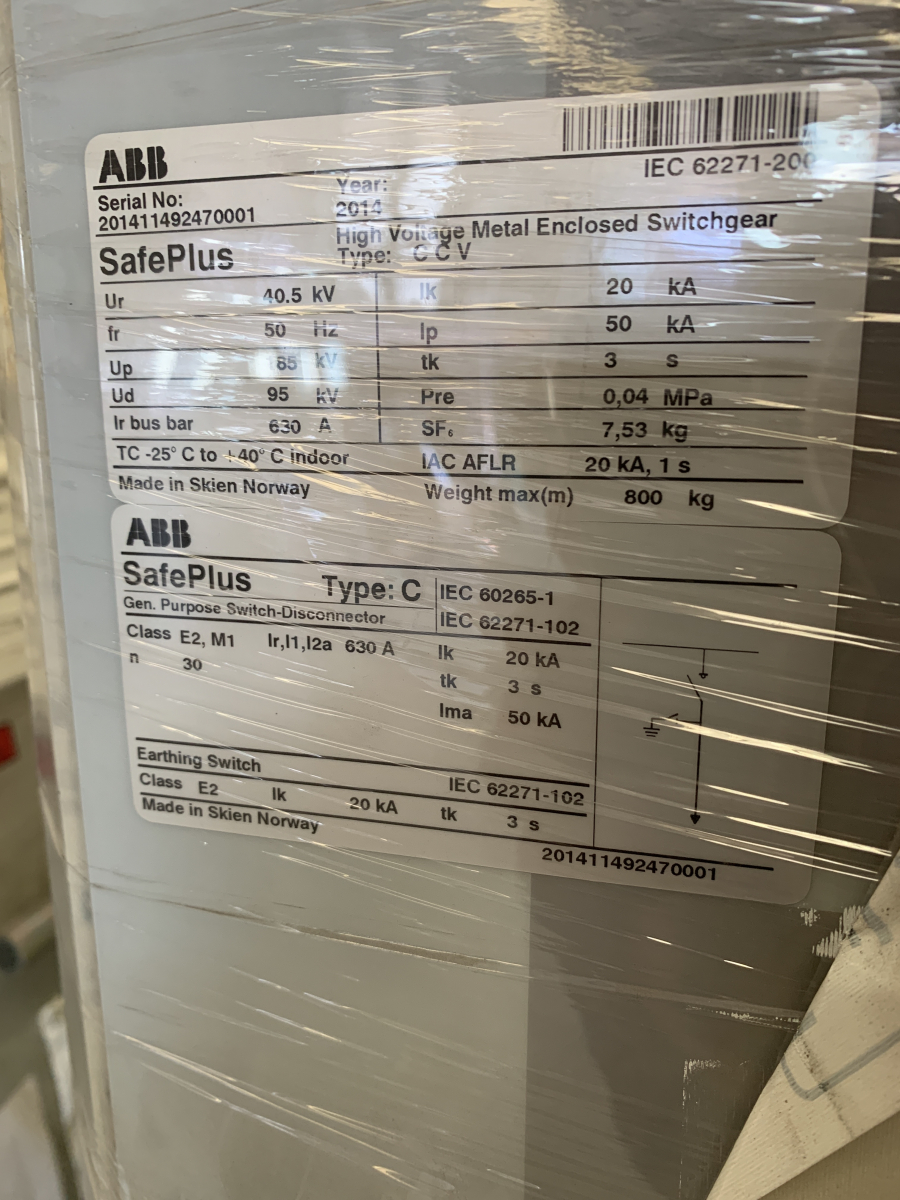 ABB
IEC 62271-200
Serial No:
201411492470001
Year:
2014
SafePlus
High Voltage Metal Enclosed Switchgear
Type: C C V
Ur 40.5 kV Ik 20 kA
fr 50 Hz Ip 50 kA
Up kV tk 3 s
Ud 95 kV Pre 0,04 MPa
Ir bus bar 630 A SF₆ 7,53 kg
TC -25° C to +40° C indoor IAC AFLR 20 kA, 1 s
Made in Skien Norway Weight max(m) 800 kg
ABB
SafePlus Type: C IEC 60265-1
Gen. Purpose Switch-Disconnector IEC 62271-102
Class E2, M1 Ir,I1,I2a 630 A Ik 20 kA
n 30 tk 3 s
Ima 50 kA
Earthing Switch IEC 62271-102
Class E2 Ik 20 kA tk 3 s
Made in Skien Norway
201411492470001